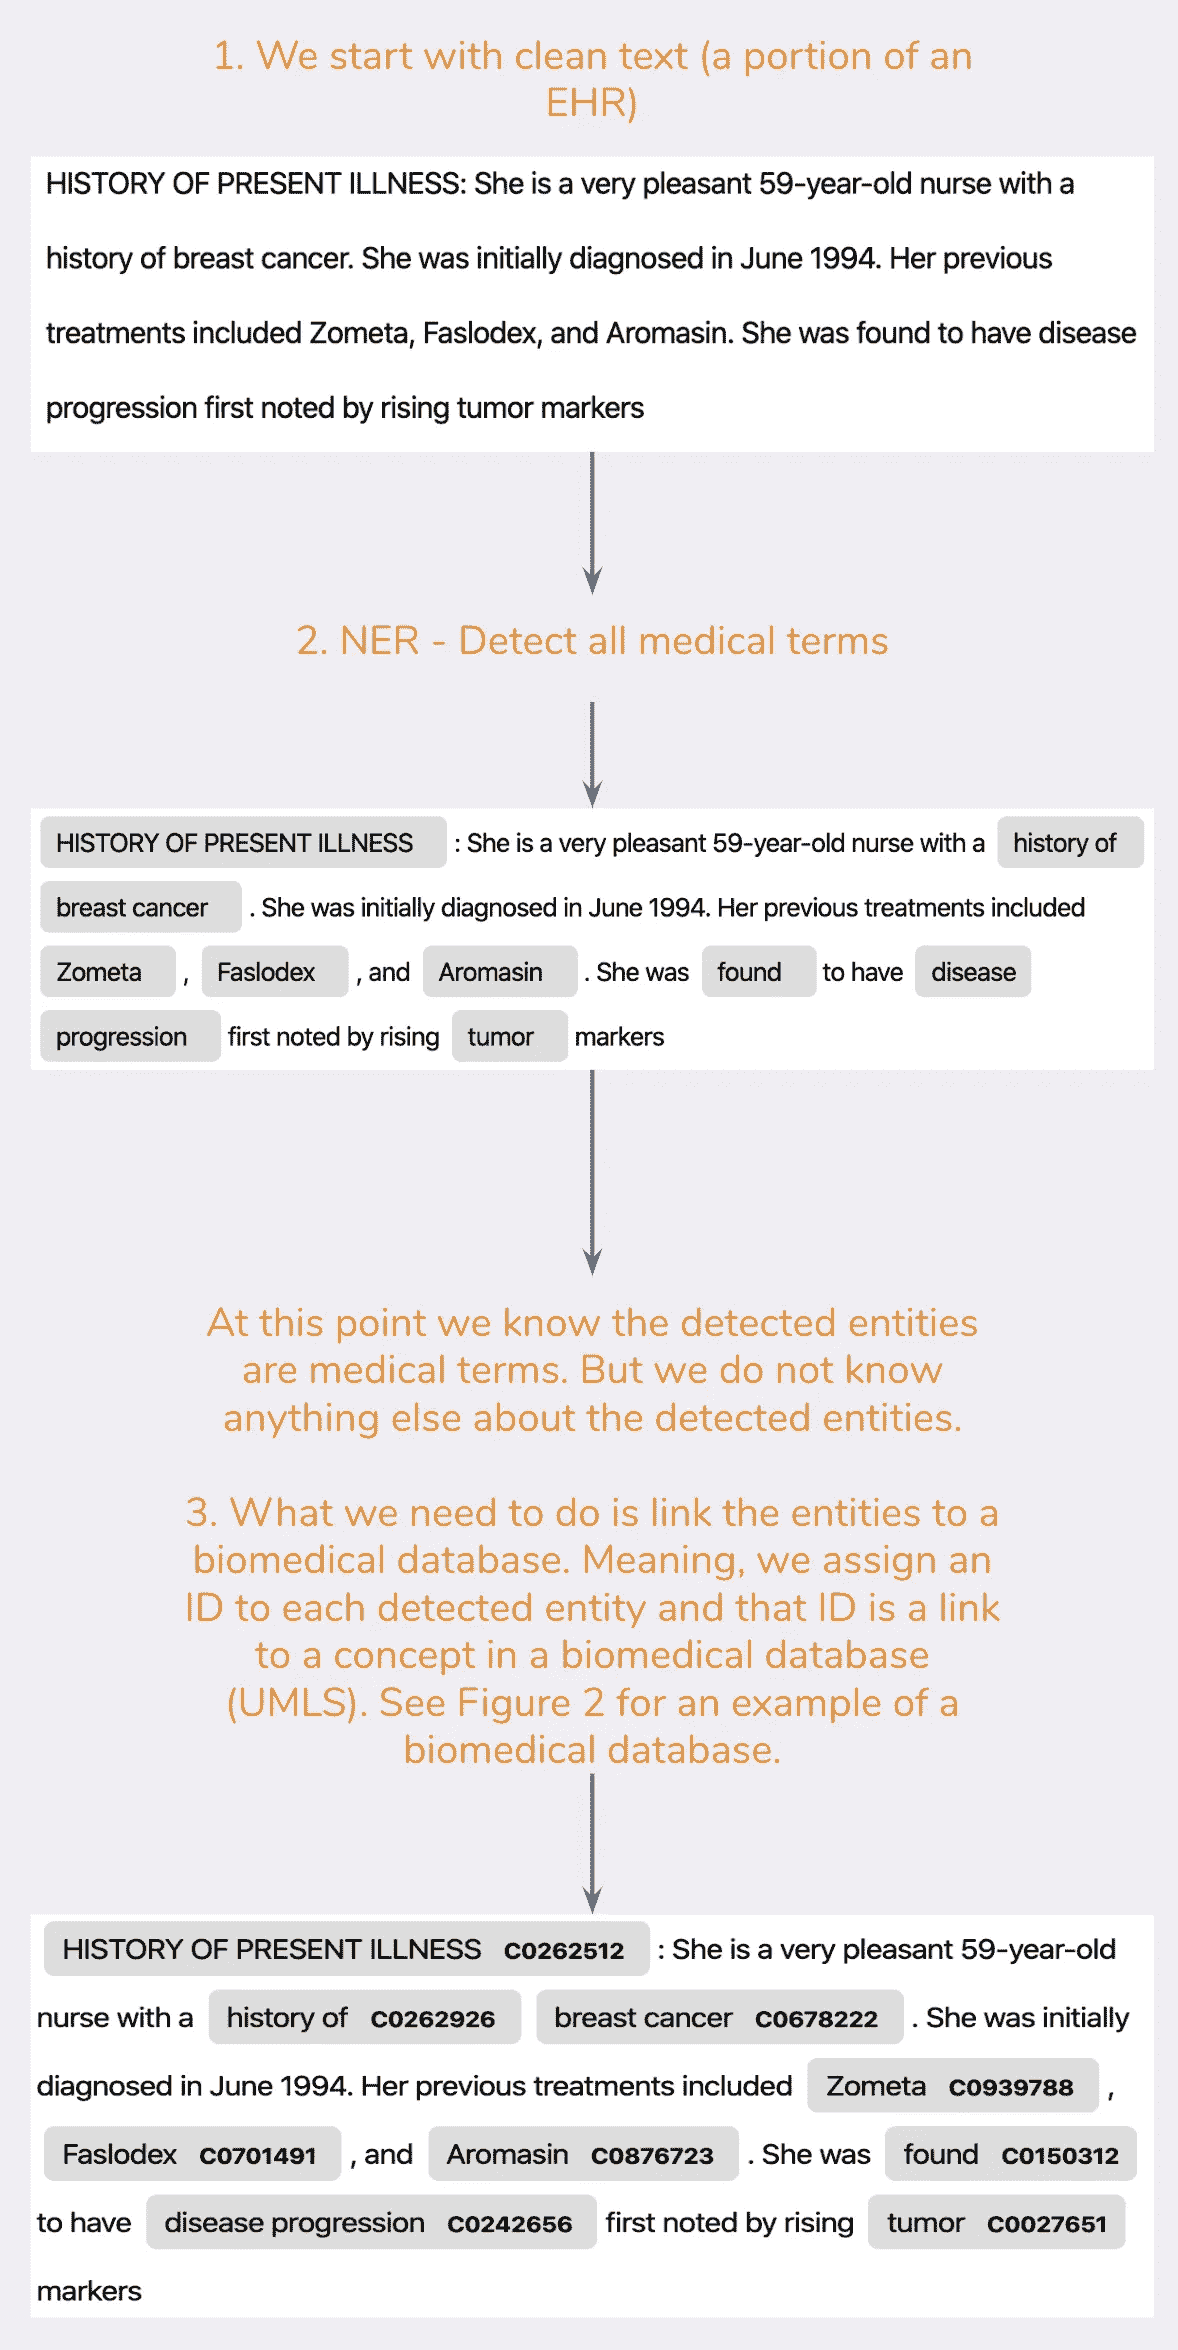 1. We start with clean text (a portion of an
EHR)
HISTORY OF PRESENT ILLNESS: She is a very pleasant 59-year-old nurse with a
history of breast cancer. She was initially diagnosed in June 1994. Her previous
treatments included Zometa, Faslodex, and Aromasin. She was found to have disease
progression first noted by rising tumor markers
2. NER - Detect all medical terms
HISTORY OF PRESENT ILLNESS : She is a very pleasant 59-year-old nurse with a history of
breast cancer . She was initially diagnosed in June 1994. Her previous treatments included
Zometa , Faslodex , and Aromasin . She was found to have disease
progression first noted by rising tumor markers
At this point we know the detected entities
are medical terms. But we do not know
anything else about the detected entities.
3. What we need to do is link the entities to a
biomedical database. Meaning, we assign an
ID to each detected entity and that ID is a link
to a concept in a biomedical database
(UMLS). See Figure 2 for an example of a
biomedical database.
HISTORY OF PRESENT ILLNESS C0262512 : She is a very pleasant 59-year-old
nurse with a history of C0262926 breast cancer C0678222 . She was initially
diagnosed in June 1994. Her previous treatments included Zometa C0939788 ,
Faslodex C0701491 , and Aromasin C0876723 . She was found C0150312
to have disease progression C0242656 first noted by rising tumor C0027651
markers